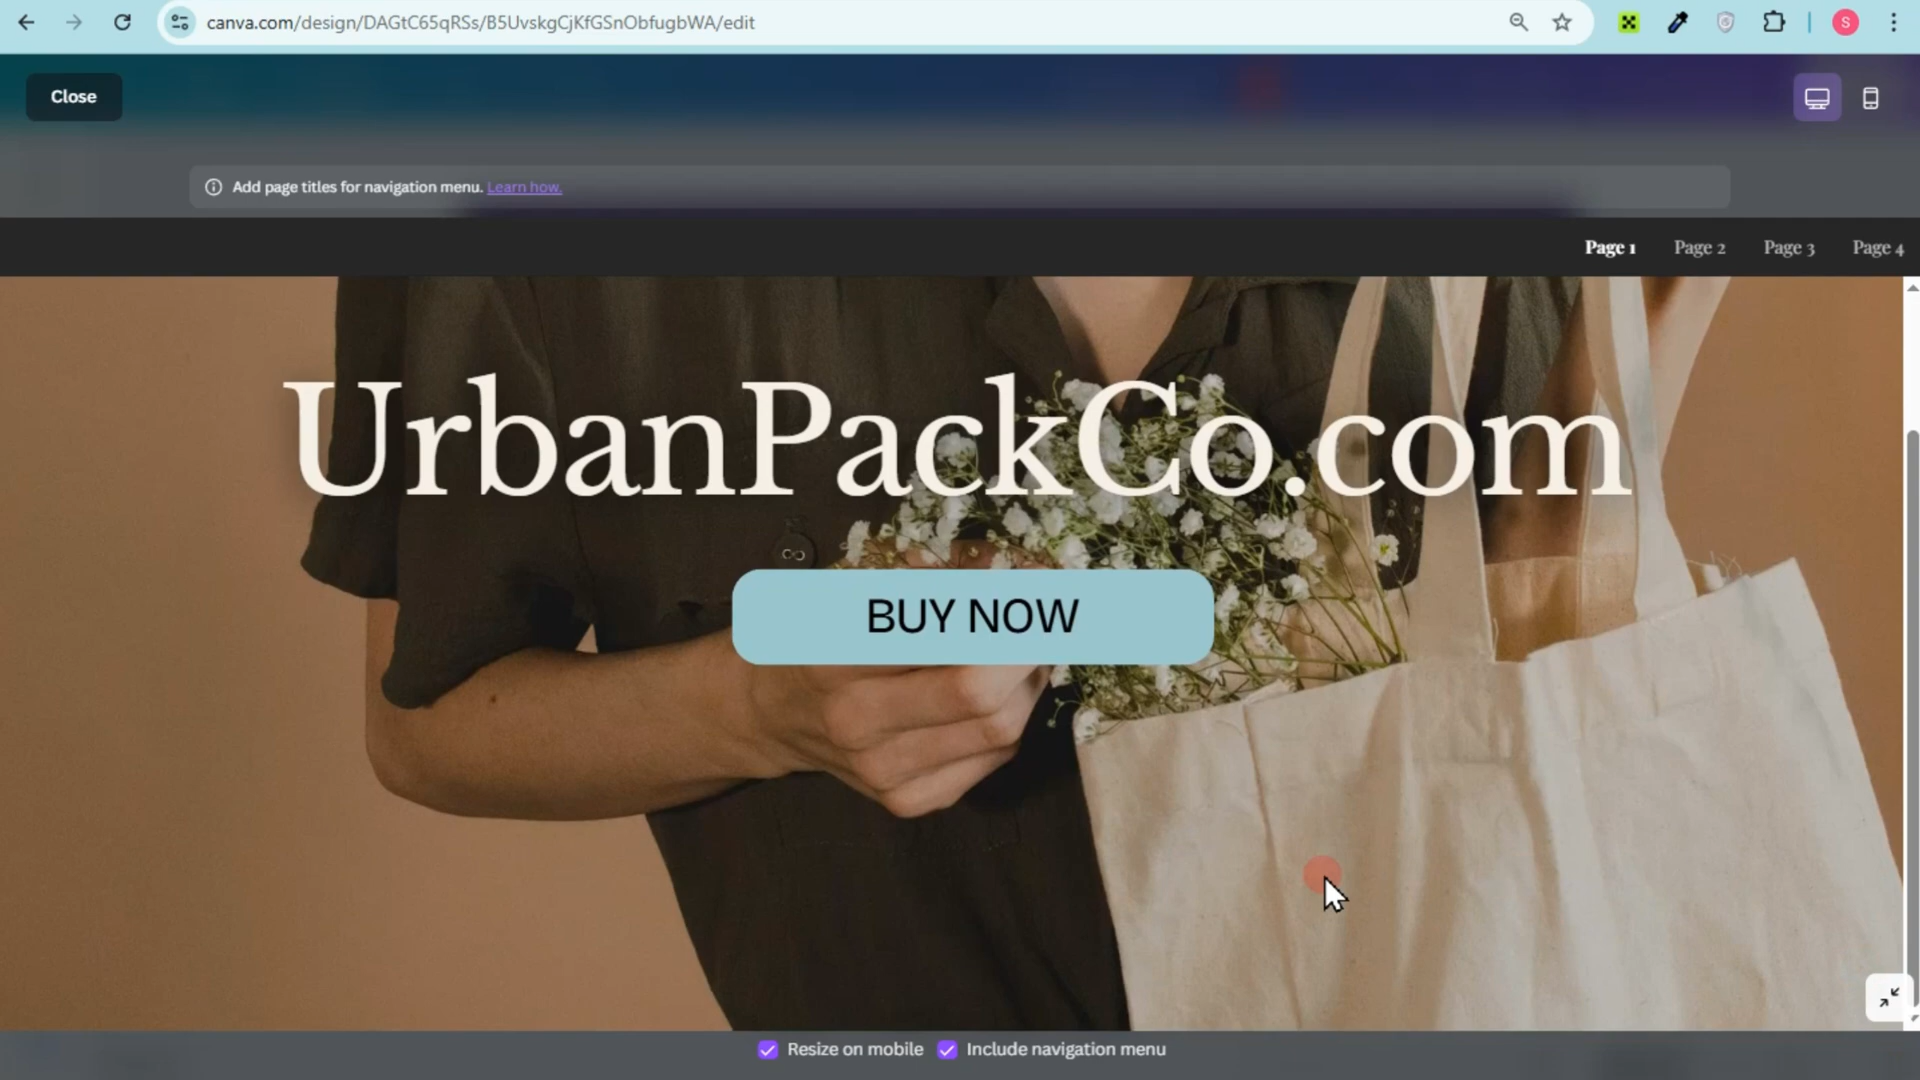 canva.com/design/DAGtC65qRSs/B5UvskgCjKfGSnObfugbWA/edit
S
Close
Add page titles for navigation menu. Learn how.
Page 1 Page 2 Page 3 Page 4
UrbanPackCo.com
BUY NOW
Resize on mobile Include navigation menu